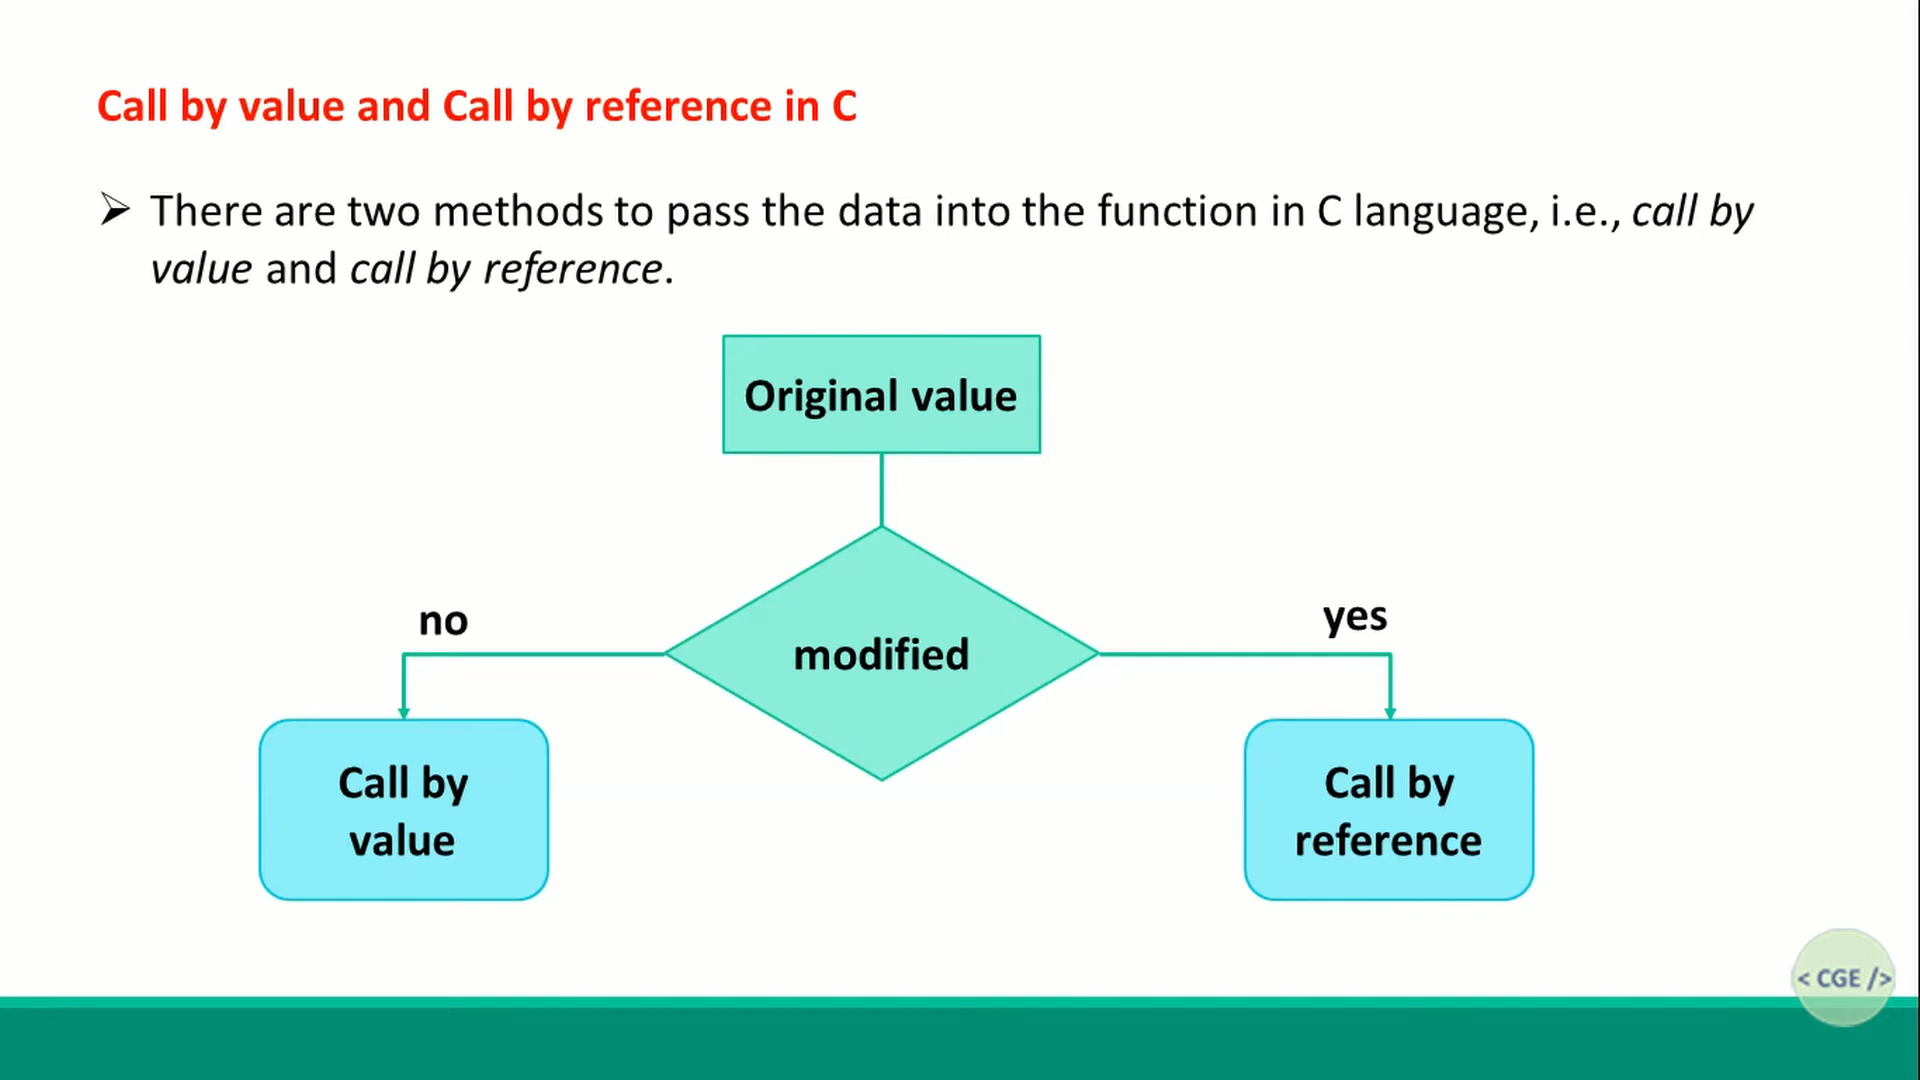 Call by value and Call by reference in C
➢ There are two methods to pass the data into the function in C language, i.e., call by
value and call by reference.
Original value
modified
no
yes
Call by
value
Call by
reference
< CGE />